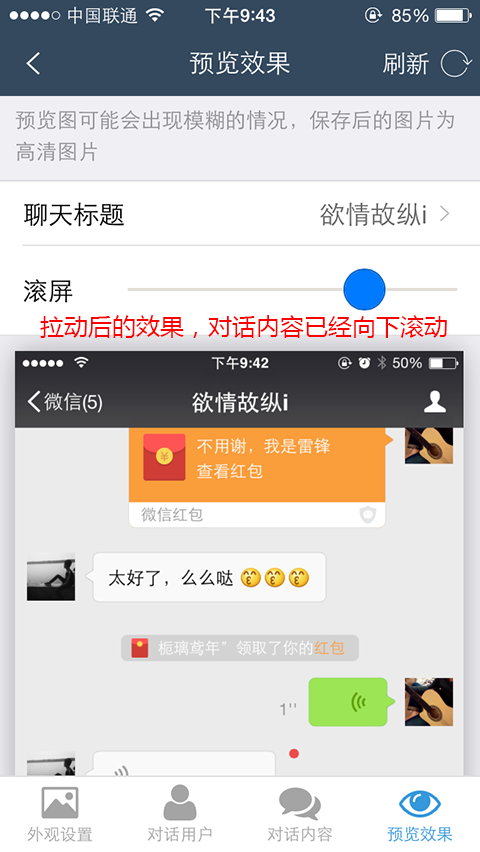 中国联通 下午9:43 85%
预览效果 刷新
预览图可能会出现模糊的情况，保存后的图片为
高清图片
聊天标题 欲情故纵i
滚屏
拉动后的效果，对话内容已经向下滚动
下午9:42 50%
微信(5) 欲情故纵i
不用谢，我是雷锋
查看红包
微信红包
太好了，么么哒
栀璃鸢年”领取了你的红包
1''
外观设置 对话用户 对话内容 预览效果